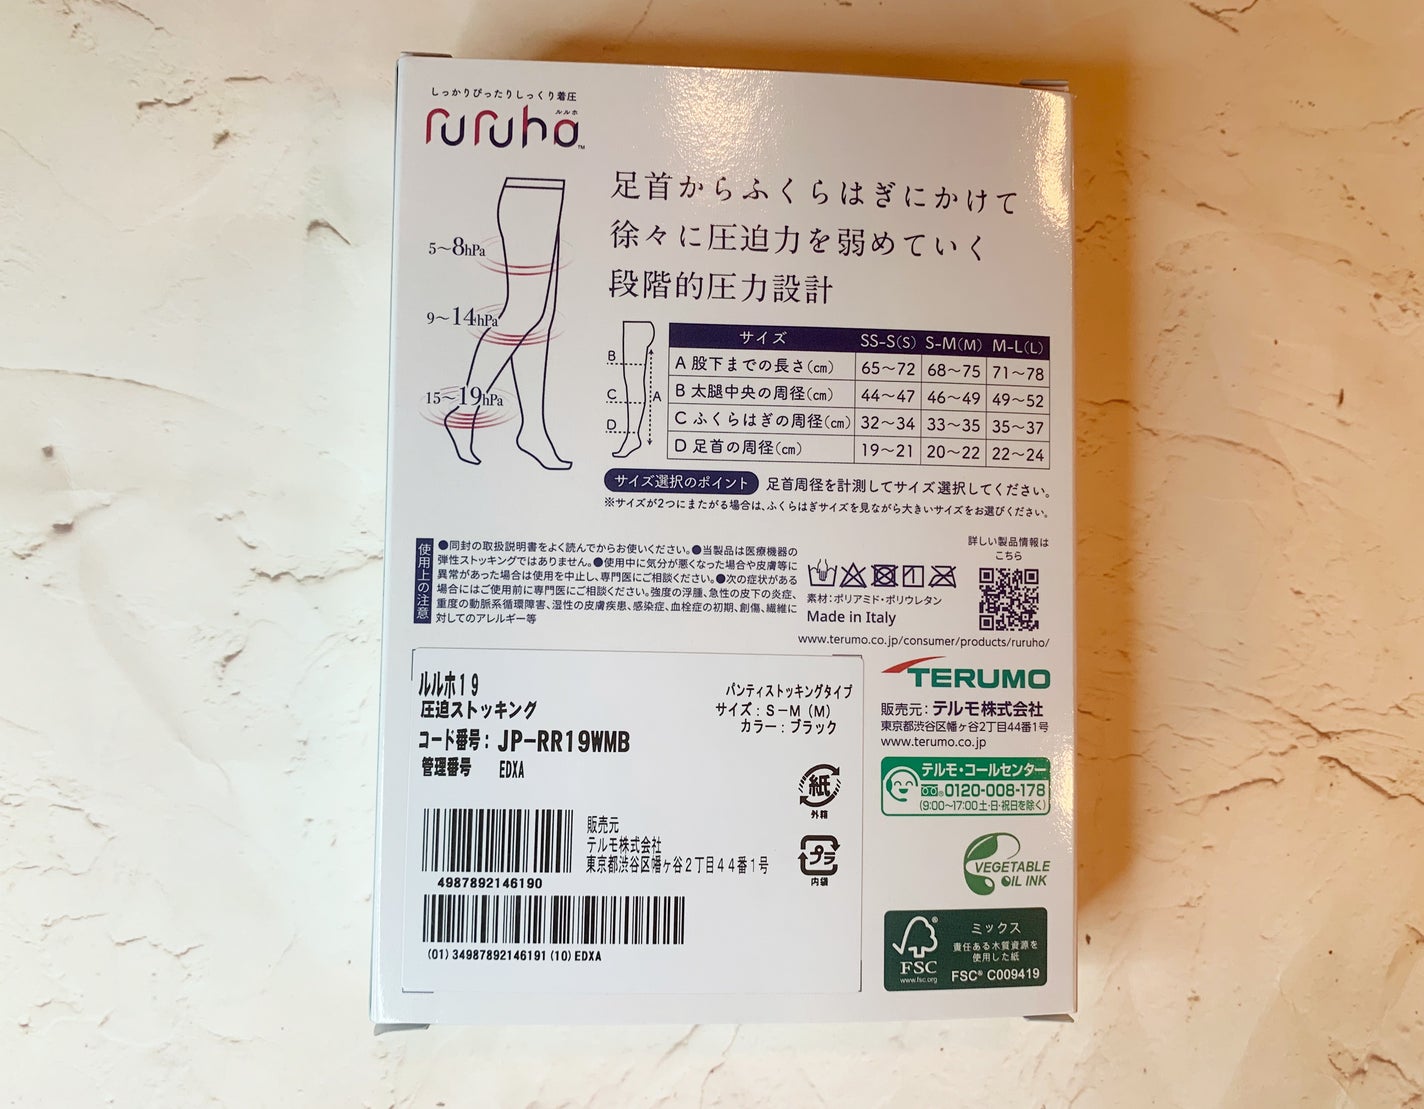 しっかりぴったりしっくり着圧
ルルホ
ruruho™
足首からふくらはぎにかけて
徐々に圧迫力を弱めていく
段階的圧力設計
5〜8hPa
9〜14hPa
15〜19hPa
B
C
D
A
サイズ SS-S(S) S-M(M) M-L(L)
A 股下までの長さ(cm) 65〜72 68〜75 71〜78
B 太腿中央の周径(cm) 44〜47 46〜49 49〜52
C ふくらはぎの周径(cm) 32〜34 33〜35 35〜37
D 足首の周径(cm) 19〜21 20〜22 22〜24
サイズ選択のポイント 足首周径を計測してサイズ選択してください。
※サイズが2つにまたがる場合は、ふくらはぎサイズを見ながら大きいサイズをお選びください。
使用上の注意
●同封の取扱説明書をよく読んでからお使いください。●当製品は医療機器の
弾性ストッキングではありません。●使用中に気分が悪くなった場合や皮膚等に
異常があった場合は使用を中止し、専門医にご相談ください。●次の症状がある
場合にはご使用前に専門医にご相談ください。強度の浮腫、急性の皮下の炎症、
重度の動脈系循環障害、湿性の皮膚疾患、感染症、血栓症の初期、創傷、繊維に
対してのアレルギー等
詳しい製品情報は
こちら
素材:ポリアミド・ポリウレタン
Made in Italy
www.terumo.co.jp/consumer/products/ruruho/
ルルホ19
圧迫ストッキング
コード番号: JP-RR19WMB
管理番号 EDXA
パンティストッキングタイプ
サイズ:S-M(M)
カラー:ブラック
紙
外箱
プラ
内袋
販売元
テルモ株式会社
東京都渋谷区幡ヶ谷2丁目44番1号
4987892146190
(01)34987892146191(10)EDXA
TERUMO
販売元:テルモ株式会社
東京都渋谷区幡ヶ谷2丁目44番1号
www.terumo.co.jp
テルモ・コールセンター
0120-008-178
(9:00〜17:00 土・日・祝日を除く)
VEGETABLE
OIL INK
FSC®
www.fsc.org
ミックス
責任ある木質資源を
使用した紙
FSC® C009419